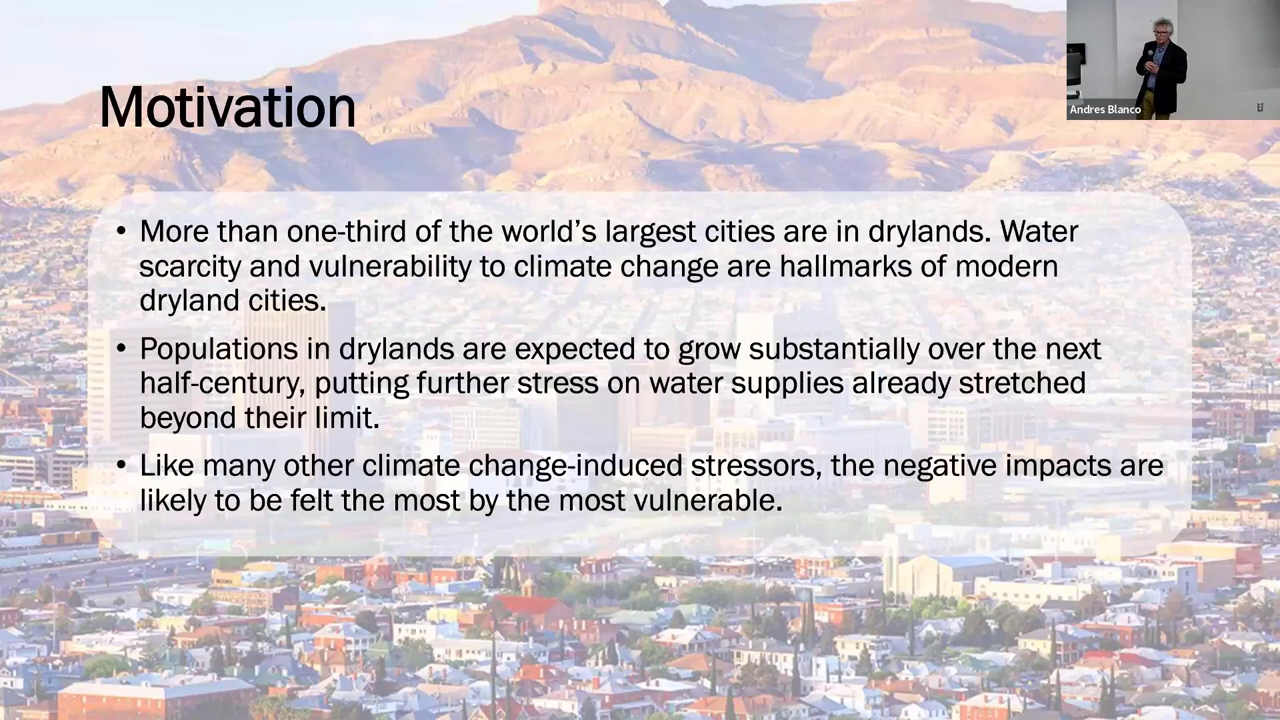 Motivation
Andres Blanco
• More than one-third of the world’s largest cities are in drylands. Water
scarcity and vulnerability to climate change are hallmarks of modern
dryland cities.
• Populations in drylands are expected to grow substantially over the next
half-century, putting further stress on water supplies already stretched
beyond their limit.
• Like many other climate change-induced stressors, the negative impacts are
likely to be felt the most by the most vulnerable.